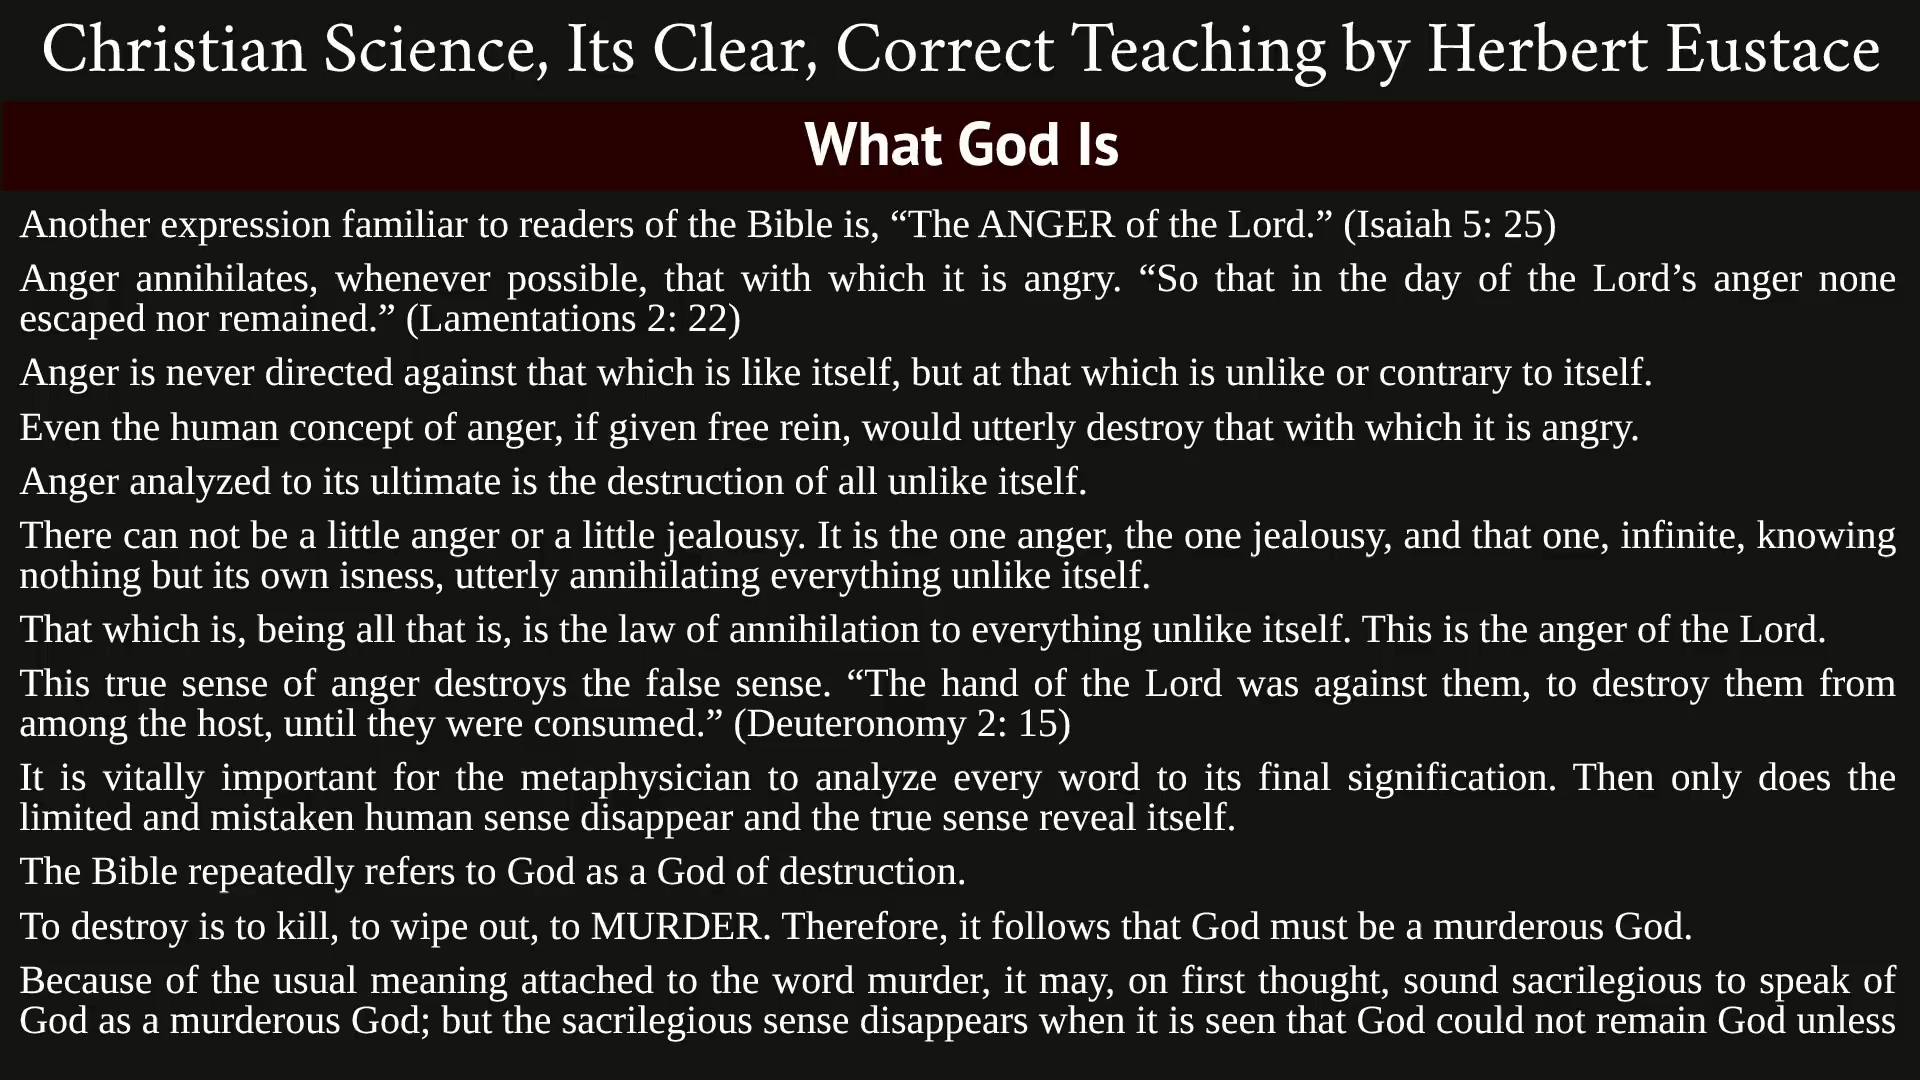 Christian Science, Its Clear, Correct Teaching by Herbert Eustace
What God Is
Another expression familiar to readers of the Bible is, “The ANGER of the Lord.” (Isaiah 5: 25)
Anger annihilates, whenever possible, that with which it is angry. “So that in the day of the Lord’s anger none
escaped nor remained.” (Lamentations 2: 22)
Anger is never directed against that which is like itself, but at that which is unlike or contrary to itself.
Even the human concept of anger, if given free rein, would utterly destroy that with which it is angry.
Anger analyzed to its ultimate is the destruction of all unlike itself.
There can not be a little anger or a little jealousy. It is the one anger, the one jealousy, and that one, infinite, knowing
nothing but its own isness, utterly annihilating everything unlike itself.
That which is, being all that is, is the law of annihilation to everything unlike itself. This is the anger of the Lord.
This true sense of anger destroys the false sense. “The hand of the Lord was against them, to destroy them from
among the host, until they were consumed.” (Deuteronomy 2: 15)
It is vitally important for the metaphysician to analyze every word to its final signification. Then only does the
limited and mistaken human sense disappear and the true sense reveal itself.
The Bible repeatedly refers to God as a God of destruction.
To destroy is to kill, to wipe out, to MURDER. Therefore, it follows that God must be a murderous God.
Because of the usual meaning attached to the word murder, it may, on first thought, sound sacrilegious to speak of
God as a murderous God; but the sacrilegious sense disappears when it is seen that God could not remain God unless